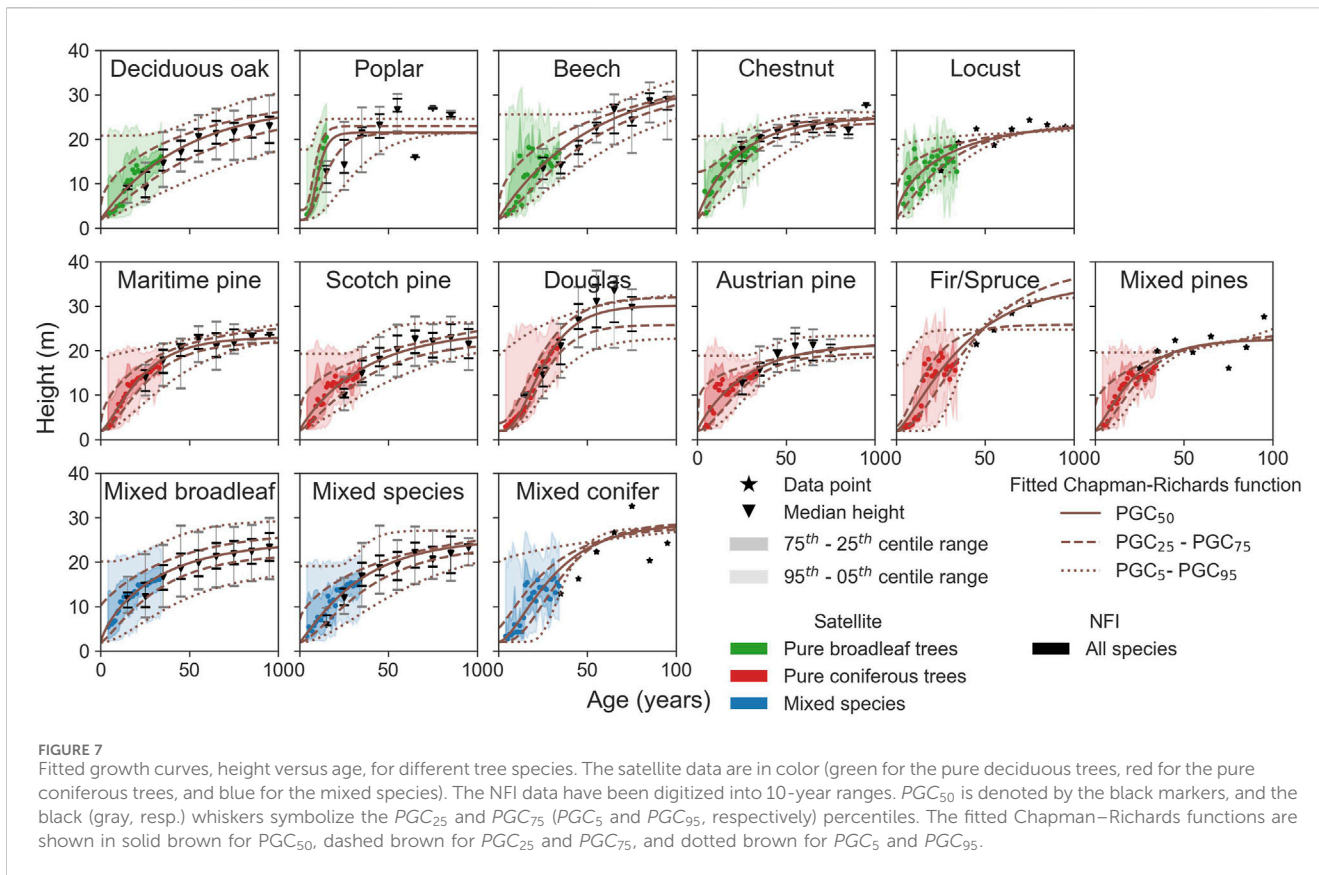 40
30
20
10
0
Deciduous oak
Poplar
Beech
Chestnut
Locust
0
50
100
50
100
Height (m)
40
30
20
10
0
Maritime pine
Scotch pine
Douglas
Austrian pine
Fir/Spruce
Mixed pines
0
50
100
50
100
50
100
40
30
20
10
0
Mixed broadleaf
Mixed species
Mixed conifer
0
50
100
50
100
50
100
Age (years)
Data point
Median height
75th - 25th centile range
95th - 05th centile range
Fitted Chapman-Richards function
PGC50
PGC25 - PGC75
PGC5- PGC95
Satellite
Pure broadleaf trees
Pure coniferous trees
Mixed species
NFI
All species
FIGURE 7
Fitted growth curves, height versus age, for different tree species. The satellite data are in color (green for the pure deciduous trees, red for the pure
coniferous trees, and blue for the mixed species). The NFI data have been digitized into 10-year ranges. PGC50 is denoted by the black markers, and the
black (gray, resp.) whiskers symbolize the PGC25 and PGC75 (PGC5 and PGC95, respectively) percentiles. The fitted Chapman–Richards functions are
shown in solid brown for PGC50, dashed brown for PGC25 and PGC75, and dotted brown for PGC5 and PGC95.